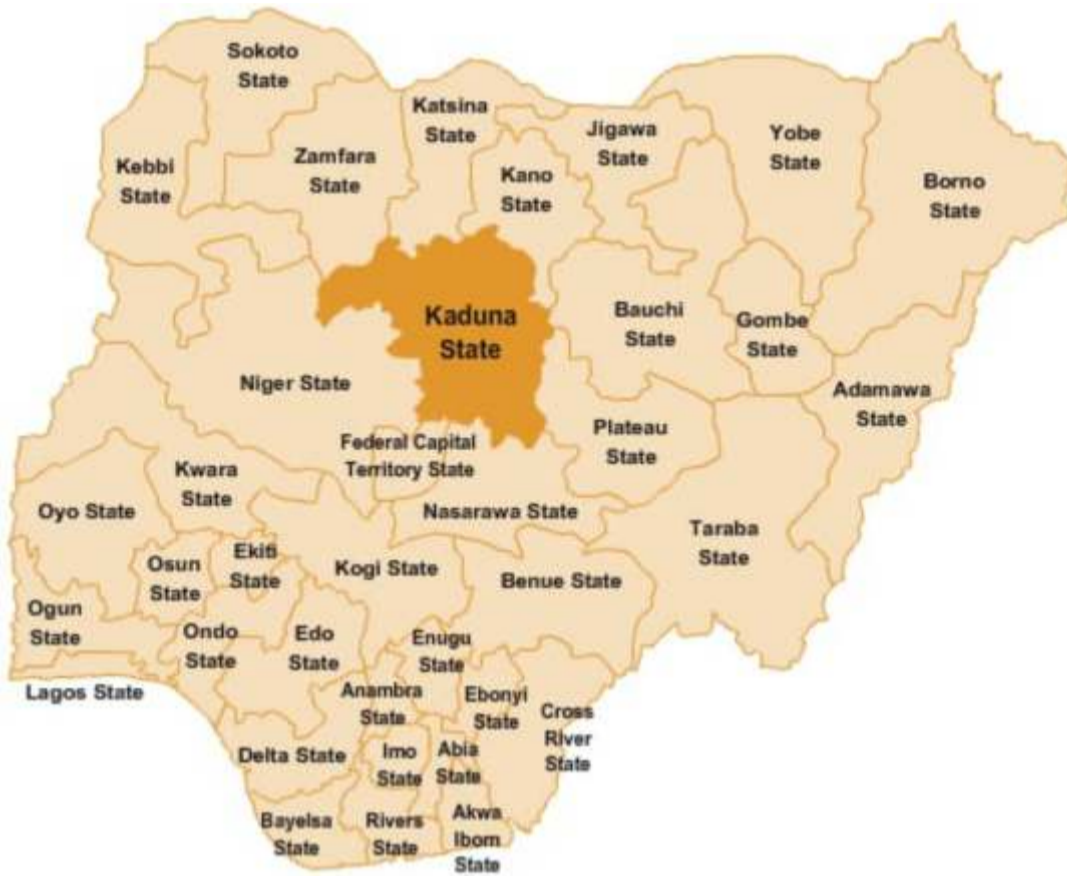 Sokoto
State
Katsina
State
Jigawa
State
Yobe
State
Kebbi
State
Zamfara
State
Kano
State
Borno
State
Kaduna
State
Bauchi
State
Gombe
State
Niger State
Adamawa
State
Federal Capital
Territory State
Plateau
State
Kwara
State
Oyo State
Nasarawa State
Taraba
State
Osun
State
Ekiti
State
Kogi State
Benue State
Ogun
State
Ondo
State
Edo
State
Enugu
State
Lagos State
Anambra
State
Ebonyi
State
Cross
River
State
Delta State
Imo
State
Abia
State
Bayelsa
State
Rivers
State
Akwa
Ibom
State